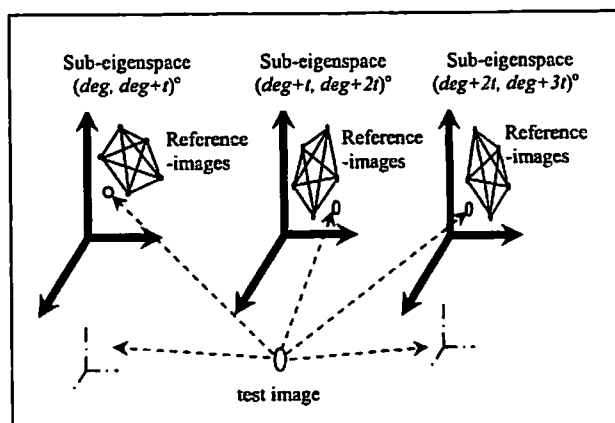 Sub-eigenspace
(deg, deg+t)°
Reference
-images
Sub-eigenspace
(deg+t, deg+2t)°
Reference
-images
Sub-eigenspace
(deg+2t, deg+3t)°
Reference
-images
test image